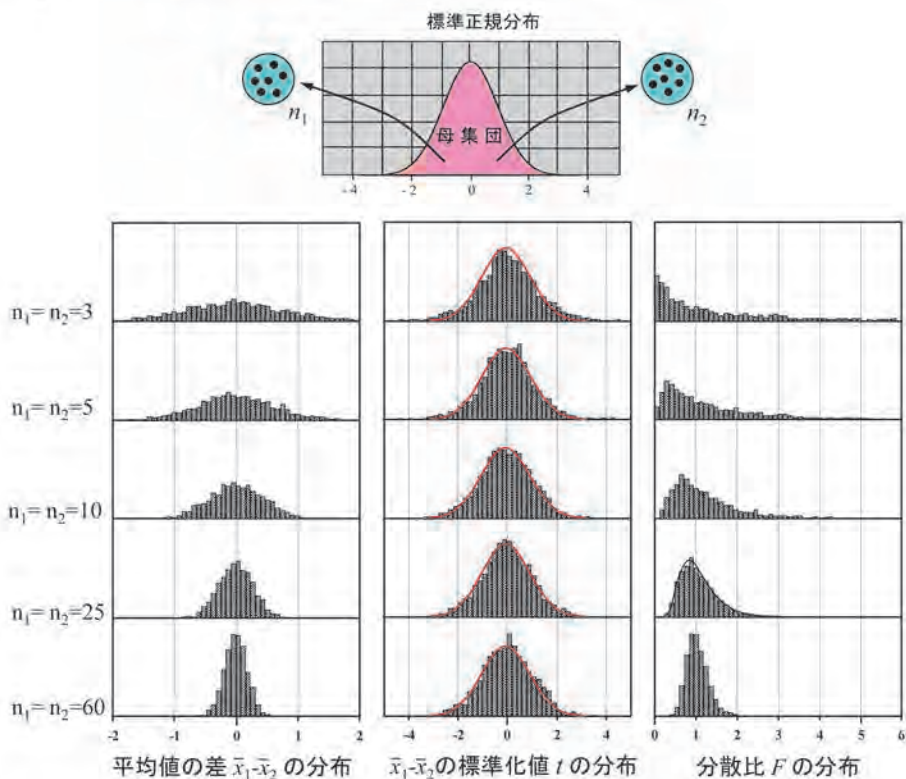 標準正規分布
n1
n2
母集団
-4 -2 0 2 4
n1= n2=3
n1= n2=5
n1= n2=10
n1= n2=25
n1= n2=60
-2 -1 0 1 2
-5 -4 -2 0 2 4 5
0 1 2 3 4 5 6
平均値の差 x̄1-x̄2 の分布
x̄1-x̄2の標準化値 t の分布
分散比 F の分布